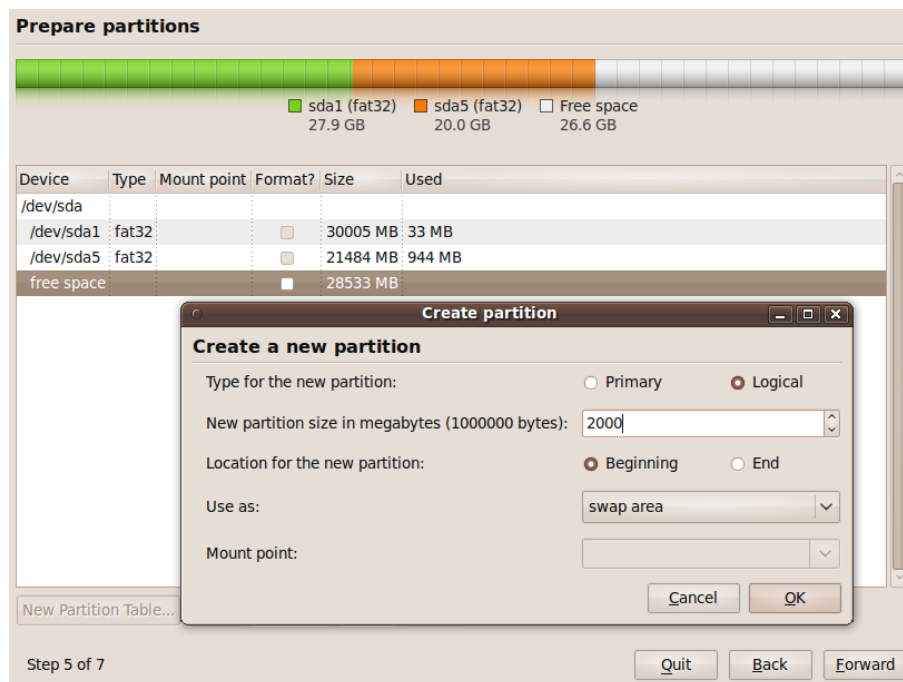 Prepare partitions
sda1 (fat32) sda5 (fat32) Free space
27.9 GB 20.0 GB 26.6 GB
Device Type Mount point Format? Size Used
/dev/sda
/dev/sda1 fat32 30005 MB 33 MB
/dev/sda5 fat32 21484 MB 944 MB
free space 28533 MB
Create partition
Create a new partition
Type for the new partition: Primary Logical
New partition size in megabytes (1000000 bytes): 2000
Location for the new partition: Beginning End
Use as: swap area
Mount point:
Cancel OK
New Partition Table...
Step 5 of 7 Quit Back Forward